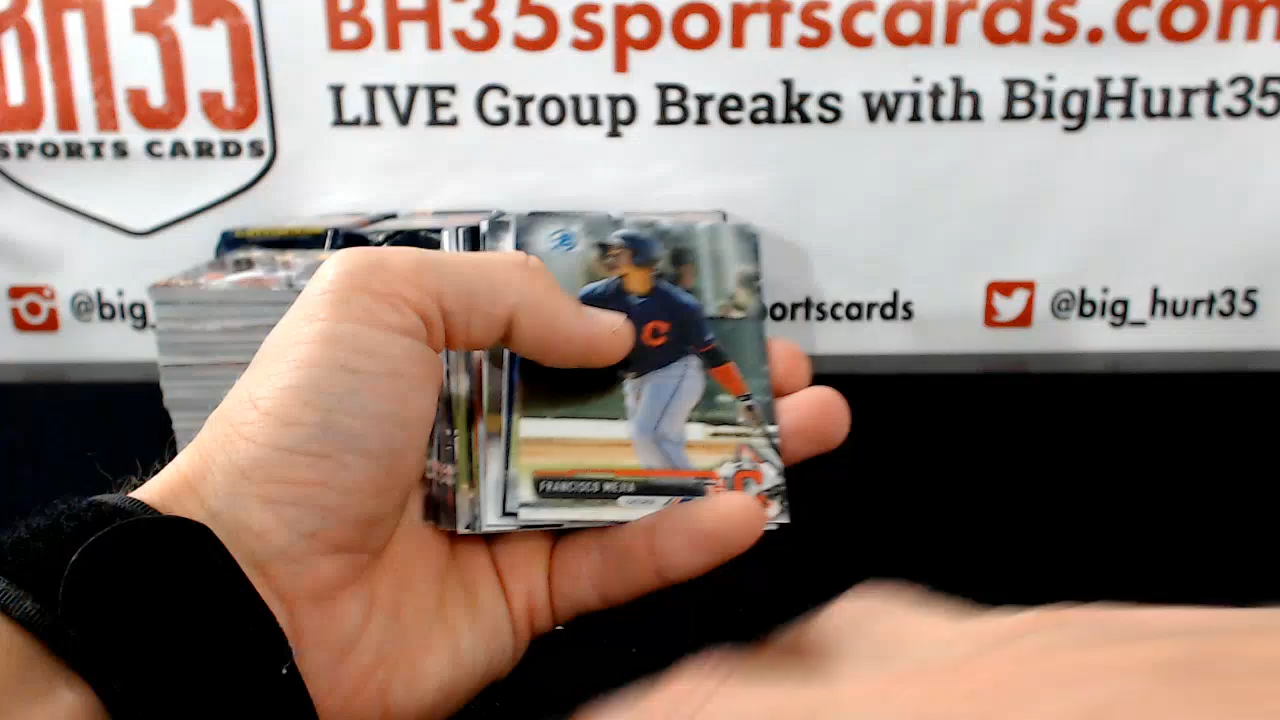 BH35
SPORTS CARDS
BH35sportscards.com
LIVE Group Breaks with BigHurt35
@big_
ortscards
@big_hurt35
C
FRANCISCO MEJIA
C